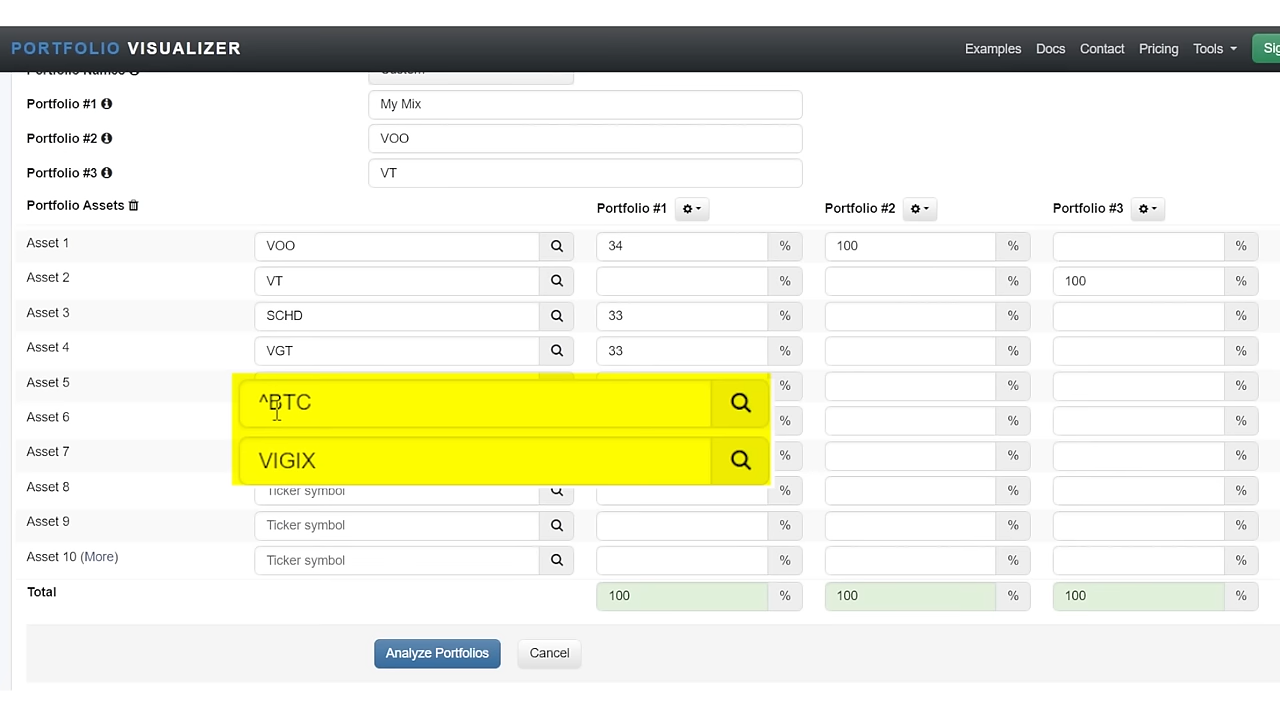 PORTFOLIO VISUALIZER Examples Docs Contact Pricing Tools Sig
Portfolio #1 My Mix
Portfolio #2 VOO
Portfolio #3 VT
Portfolio Assets Portfolio #1 Portfolio #2 Portfolio #3
Asset 1 VOO 34 % 100 % %
Asset 2 VT % % 100 %
Asset 3 SCHD 33 % % %
Asset 4 VGT 33 % % %
Asset 5 % % %
^BTC
Asset 6 % % %
Asset 7 % % %
VIGIX
Asset 8 Ticker symbol % % %
Asset 9 Ticker symbol % % %
Asset 10 (More) Ticker symbol % % %
Total 100 % 100 % 100 %
Analyze Portfolios Cancel